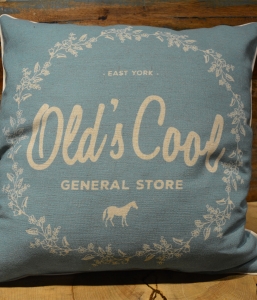 - EAST YORK -
Old's Cool
GENERAL STORE